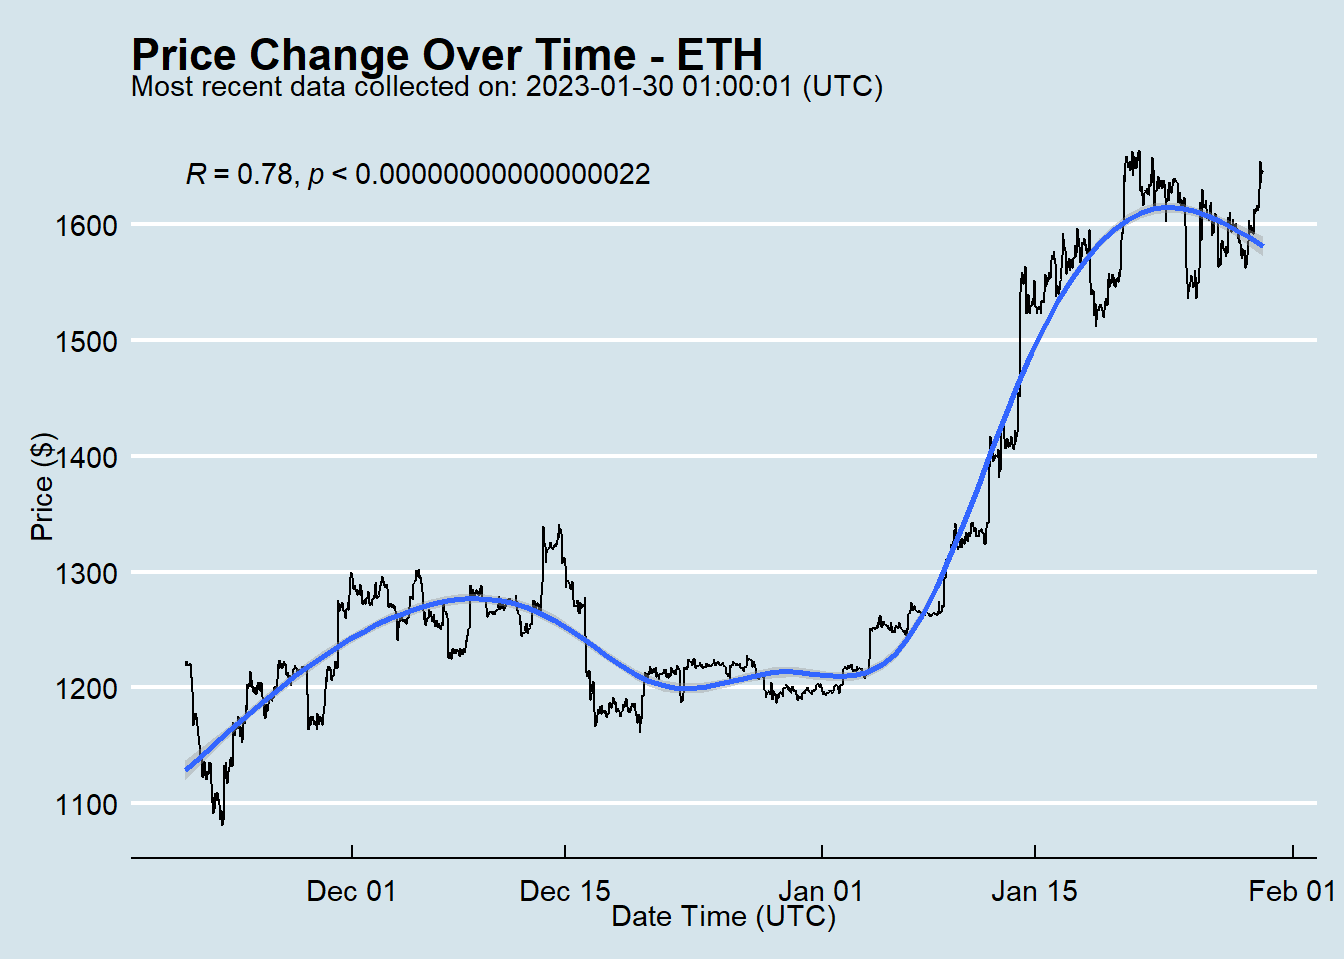 Price Change Over Time - ETH
Most recent data collected on: 2023-01-30 01:00:01 (UTC)
R = 0.78, p < 0.00000000000000022
1600
1500
1400
1300
1200
1100
Price ($)
Dec 01
Dec 15
Jan 01
Jan 15
Feb 01
Date Time (UTC)